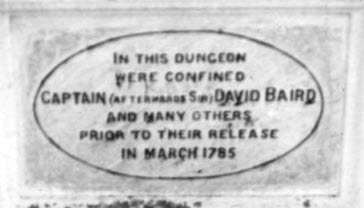 IN THIS DUNGEON
WERE CONFINED
CAPTAIN (AFTERWARDS SIR) DAVID BAIRD
AND MANY OTHERS
PRIOR TO THEIR RELEASE
IN MARCH 1785